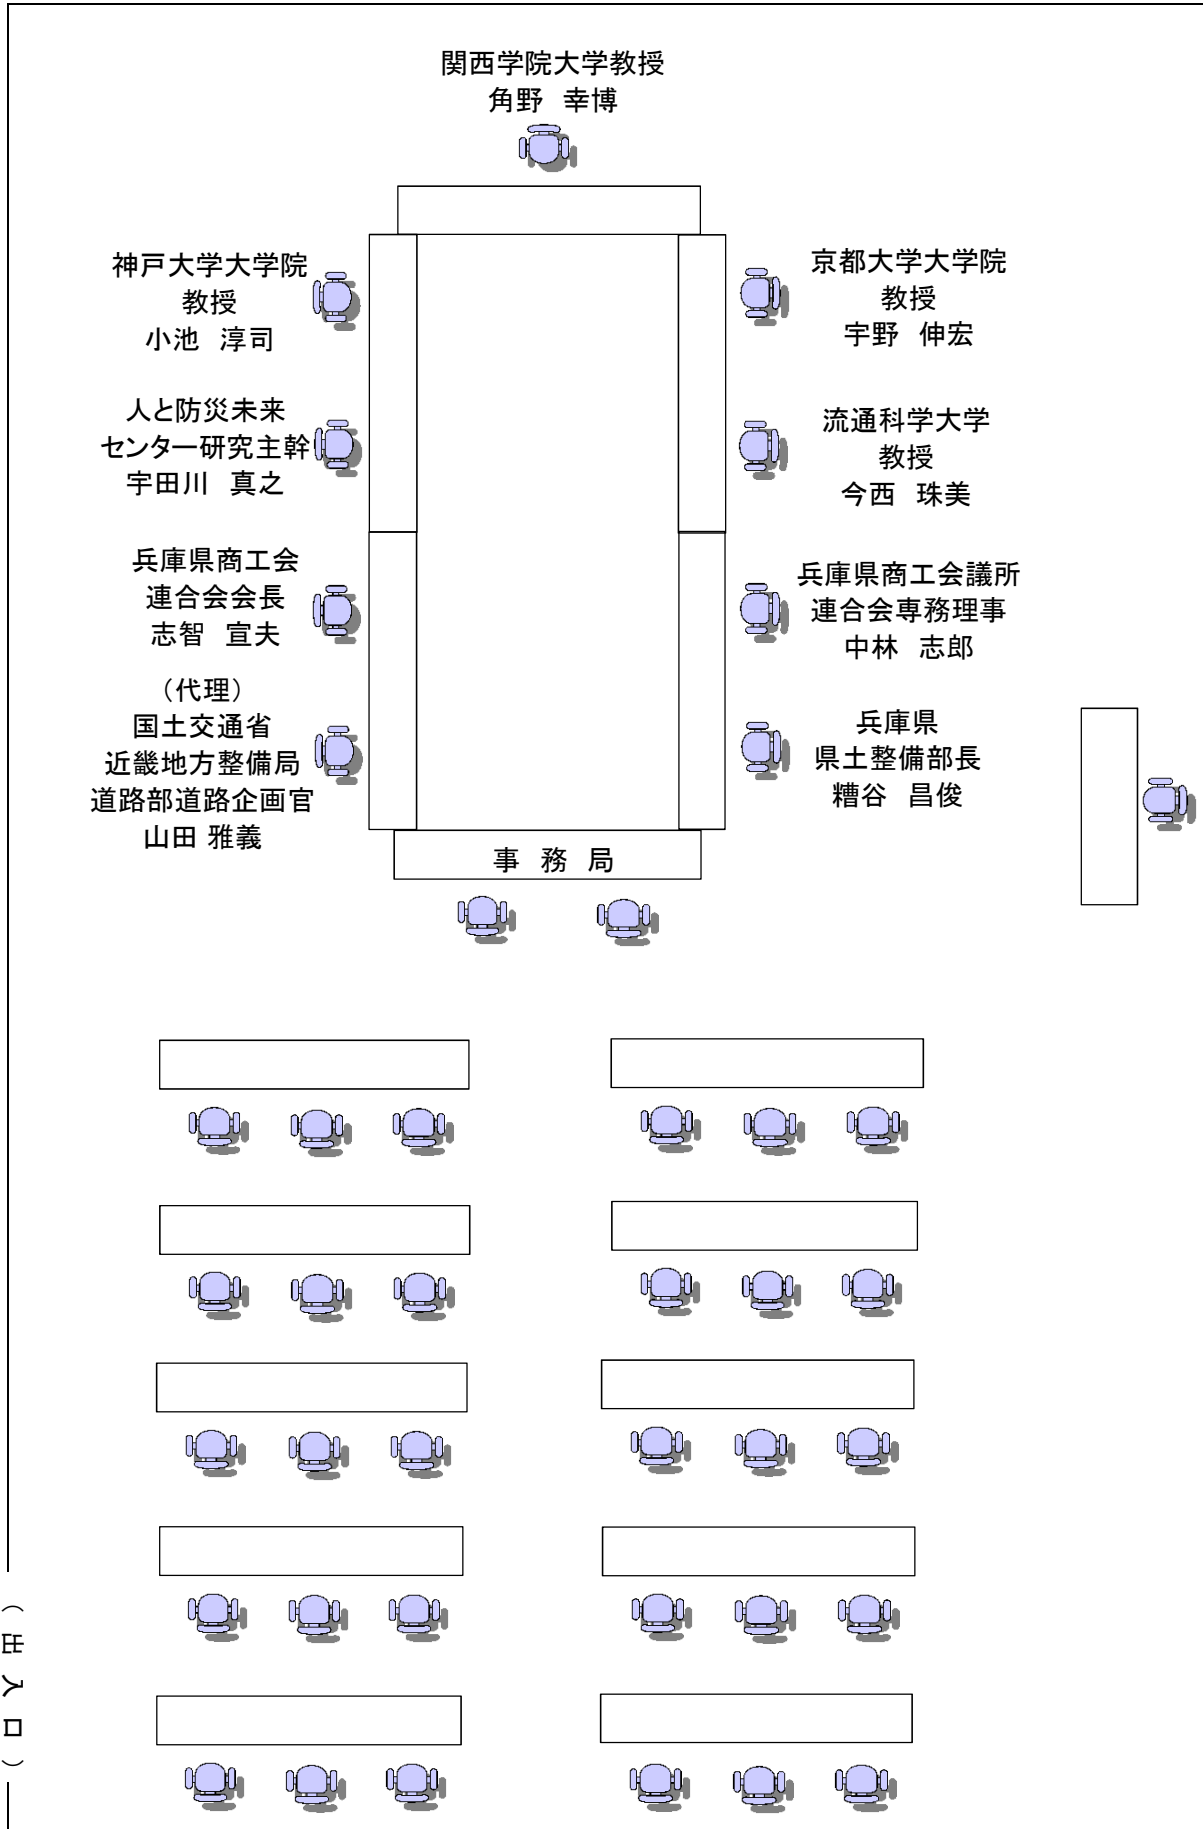 関西学院大学教授
角野 幸博
神戸大学大学院
教授
小池 淳司
京都大学大学院
教授
宇野 伸宏
人と防災未来
センター研究主幹
宇田川 真之
流通科学大学
教授
今西 珠美
兵庫県商工会
連合会会長
志智 宣夫
兵庫県商工会議所
連合会専務理事
中林 志郎
（代理）
国土交通省
近畿地方整備局
道路部道路企画官
山田 雅義
兵庫県
県土整備部長
糟谷 昌俊
事 務 局
（出入口）